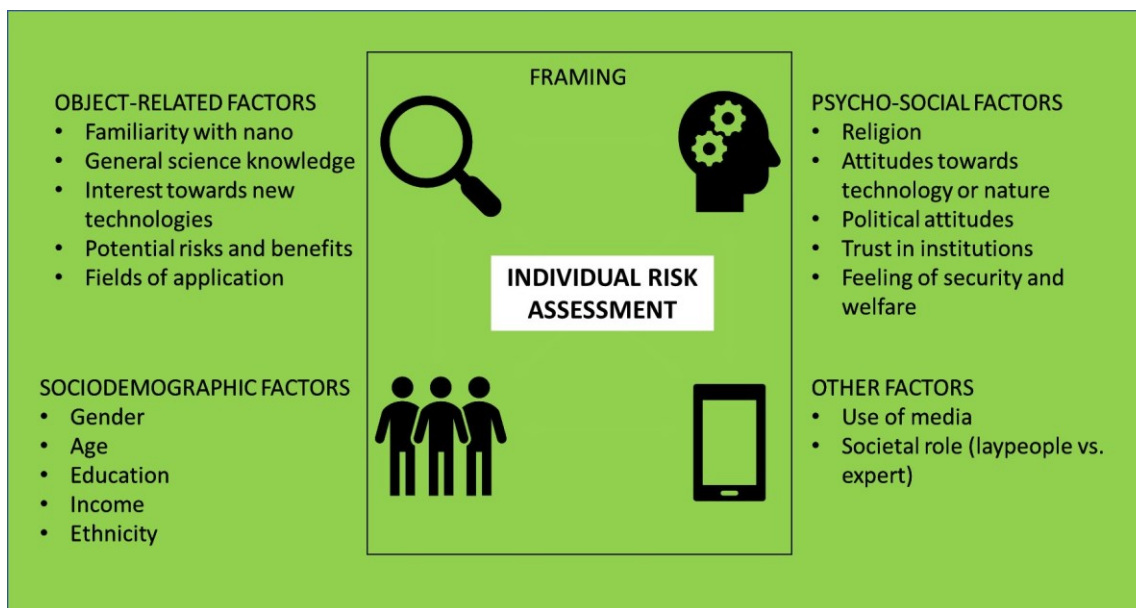 FRAMING
OBJECT-RELATED FACTORS
• Familiarity with nano
• General science knowledge
• Interest towards new
technologies
• Potential risks and benefits
• Fields of application
PSYCHO-SOCIAL FACTORS
• Religion
• Attitudes towards
technology or nature
• Political attitudes
• Trust in institutions
• Feeling of security and
welfare
INDIVIDUAL RISK
ASSESSMENT
SOCIODEMOGRAPHIC FACTORS
• Gender
• Age
• Education
• Income
• Ethnicity
OTHER FACTORS
• Use of media
• Societal role (laypeople vs.
expert)